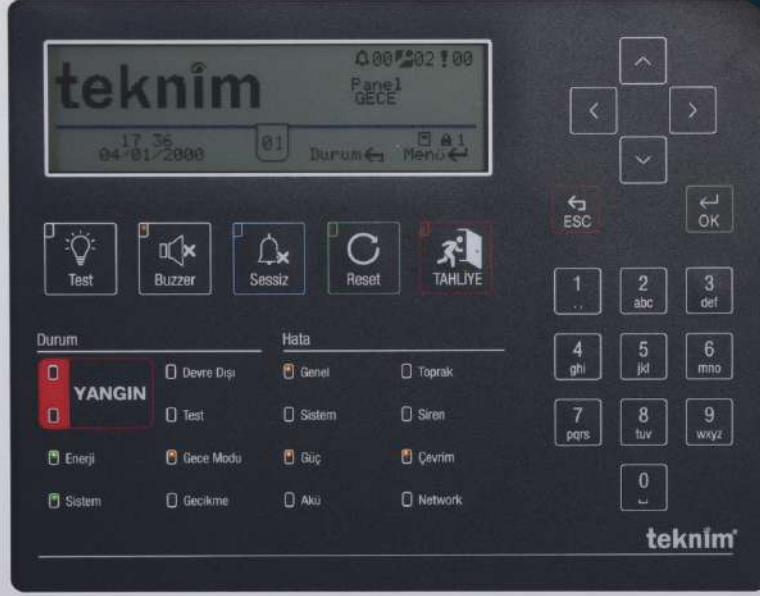 00 02 ! 00
teknim
Panel
GECE
17 36
04/01/2000
01
Durum
Menü
1
Test
Buzzer
Sessiz
Reset
TAHLİYE
ESC
OK
1
. .
2
abc
3
def
4
ghi
5
jkl
6
mno
7
pqrs
8
tuv
9
wxyz
0
Durum
Hata
YANGIN
Devre Dışı
Genel
Toprak
Test
Sistem
Siren
Enerji
Gece Modu
Güç
Çevrim
Sistem
Gecikme
Akü
Network
teknim